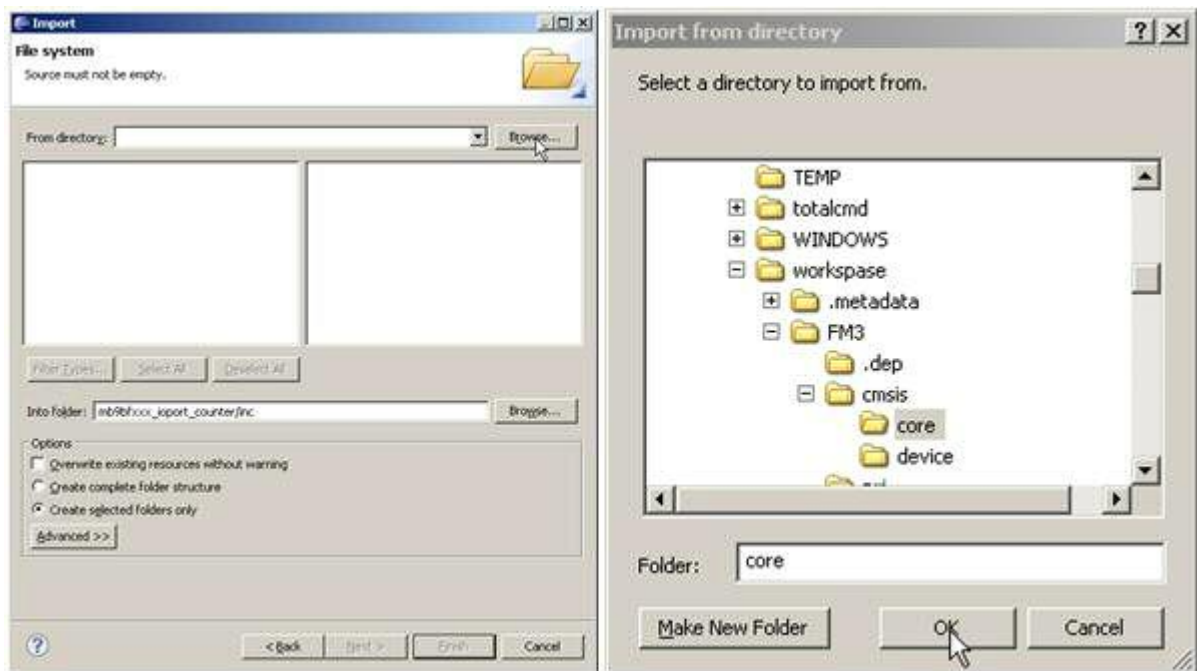 Import
File system
Source must not be empty.
From directory:
Browse...
Filter Types...
Select All
Deselect All
Into folder: mb9bfxxx_ioport_counter/inc
Browse...
Options
Overwrite existing resources without warning
Create complete folder structure
Create selected folders only
Advanced >>
?
< Back
Next >
Finish
Cancel
Import from directory
Select a directory to import from.
TEMP
totalcmd
WINDOWS
workspase
.metadata
FM3
.dep
cmsis
core
device
Folder: core
Make New Folder
OK
Cancel